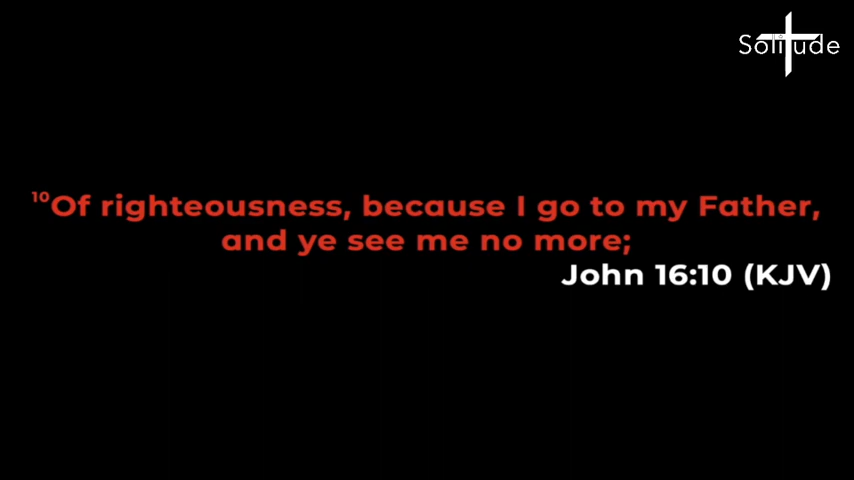 Solitude
¹⁰Of righteousness, because I go to my Father,
and ye see me no more;
John 16:10 (KJV)